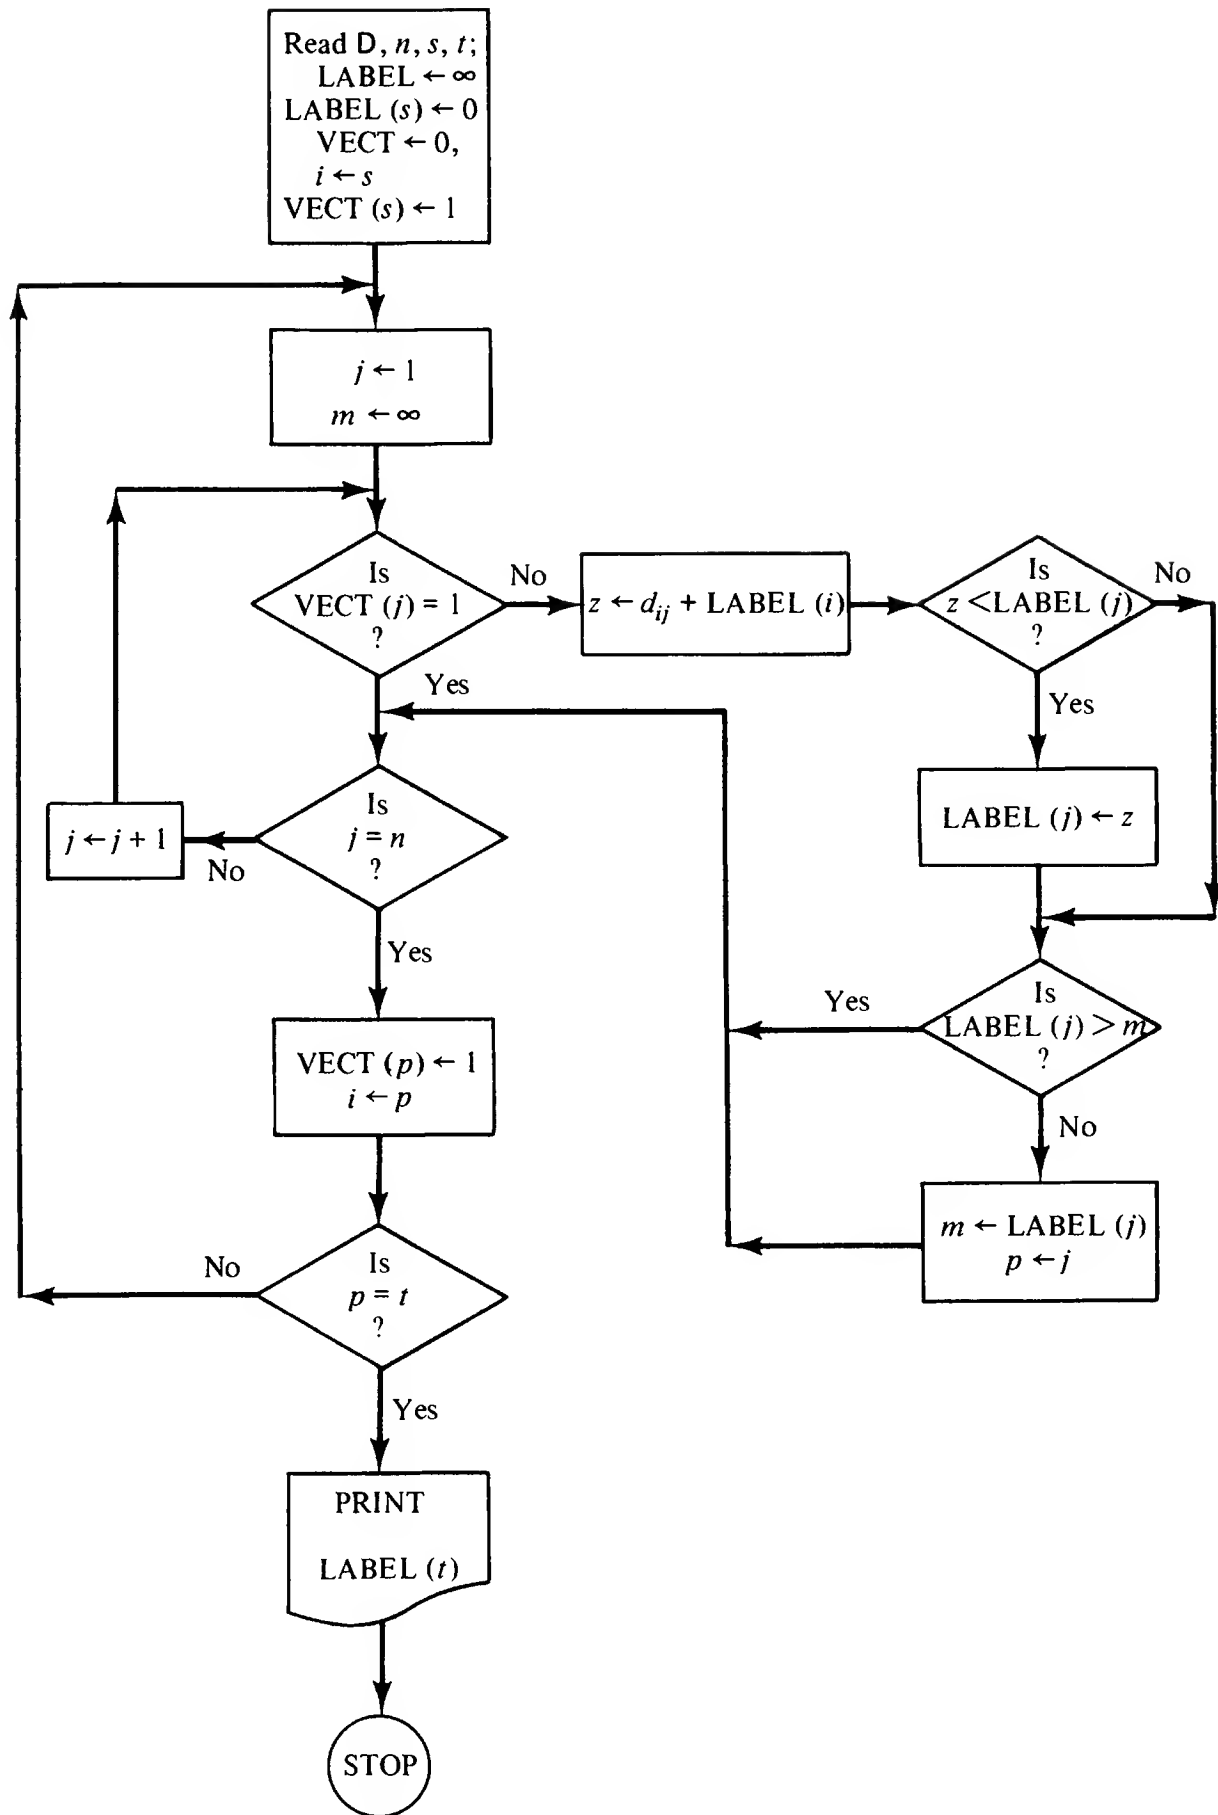 Read D, n, s, t;
LABEL ← ∞
LABEL (s) ← 0
VECT ← 0,
i ← s
VECT (s) ← 1
j ← 1
m ← ∞
Is
VECT (j) = 1
?
No
z ← d_ij + LABEL (i)
Is
z < LABEL (j)
?
No
Yes
Yes
LABEL (j) ← z
Is
j = n
?
No
j ← j + 1
Yes
Is
LABEL (j) > m
?
Yes
No
VECT (p) ← 1
i ← p
m ← LABEL (j)
p ← j
Is
p = t
?
No
Yes
PRINT
LABEL (t)
STOP